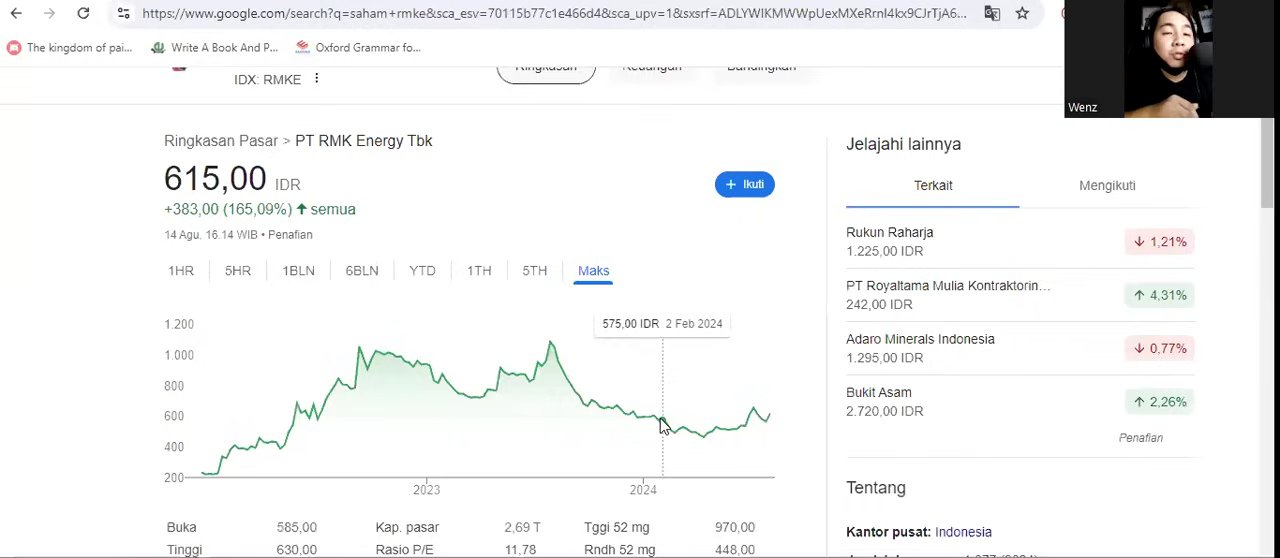 https://www.google.com/search?q=saham+rmke&sca_esv=70115b77c1e466d4&sca_upv=1&sxsrf=ADLYWIKMWWpUexMXeRrnI4kx9CJrTjA6...
The kingdom of pai...
Write A Book And P...
Oxford Grammar fo...
Wenz
IDX: RMKE
Ringkasan
Keuangan
Bandingkan
Ringkasan Pasar > PT RMK Energy Tbk
615,00 IDR
+ Ikuti
+383,00 (165,09%) ↑ semua
14 Agu. 16.14 WIB • Penafian
1HR 5HR 1BLN 6BLN YTD 1TH 5TH Maks
575,00 IDR 2 Feb 2024
1.200
1.000
800
600
400
200
2023 2024
Buka 585,00 Kap. pasar 2,69 T Tggi 52 mg 970,00
Tinggi 630,00 Rasio P/E 11,78 Rndh 52 mg 448,00
Jelajahi lainnya
Terkait Mengikuti
Rukun Raharja
1.225,00 IDR
↓ 1,21%
PT Royaltama Mulia Kontraktorin...
242,00 IDR
↑ 4,31%
Adaro Minerals Indonesia
1.295,00 IDR
↓ 0,77%
Bukit Asam
2.720,00 IDR
↑ 2,26%
Penafian
Tentang
Kantor pusat: Indonesia